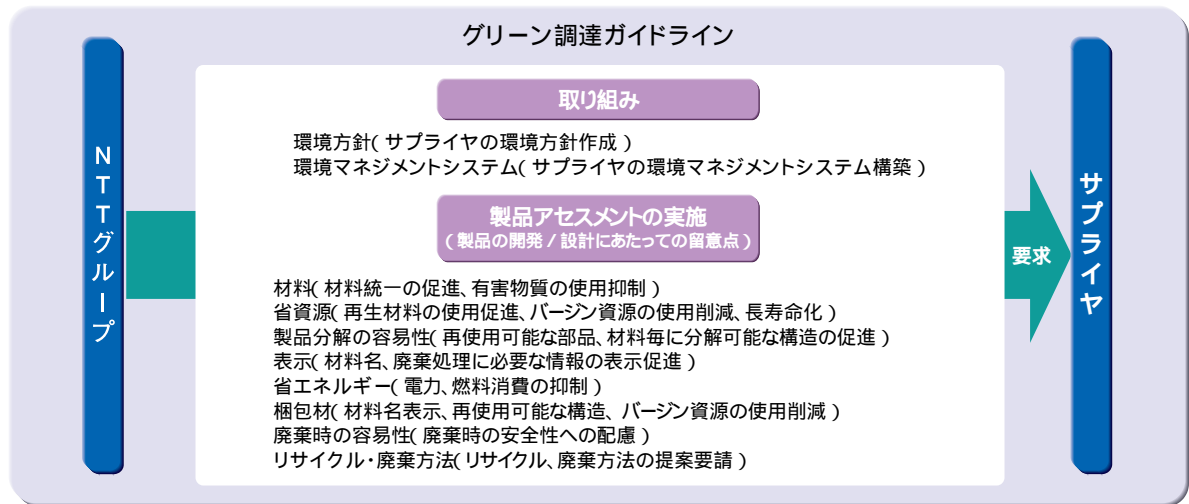 グリーン調達ガイドライン
NTTグループ
取り組み
環境方針(サプライヤの環境方針作成)
環境マネジメントシステム(サプライヤの環境マネジメントシステム構築)
製品アセスメントの実施
(製品の開発/設計にあたっての留意点)
材料(材料統一の促進、有害物質の使用抑制)
省資源(再生材料の使用促進、バージン資源の使用削減、長寿命化)
製品分解の容易性(再使用可能な部品、材料毎に分解可能な構造の促進)
表示(材料名、廃棄処理に必要な情報の表示促進)
省エネルギー(電力、燃料消費の抑制)
梱包材(材料名表示、再使用可能な構造、バージン資源の使用削減)
廃棄時の容易性(廃棄時の安全性への配慮)
リサイクル・廃棄方法(リサイクル、廃棄方法の提案要請)
要求
サプライヤ